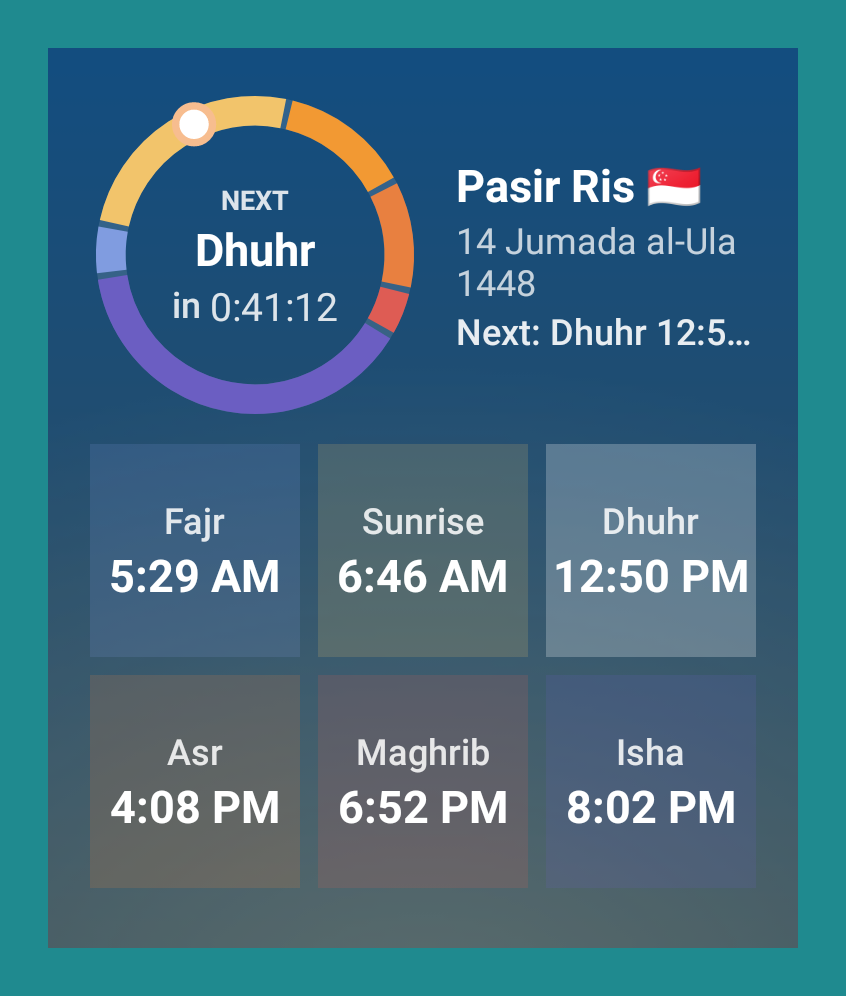 NEXT
Dhuhr
in 0:41:12
Pasir Ris 🇸🇬
14 Jumada al-Ula
1448
Next: Dhuhr 12:5…
Fajr
5:29 AM
Sunrise
6:46 AM
Dhuhr
12:50 PM
Asr
4:08 PM
Maghrib
6:52 PM
Isha
8:02 PM